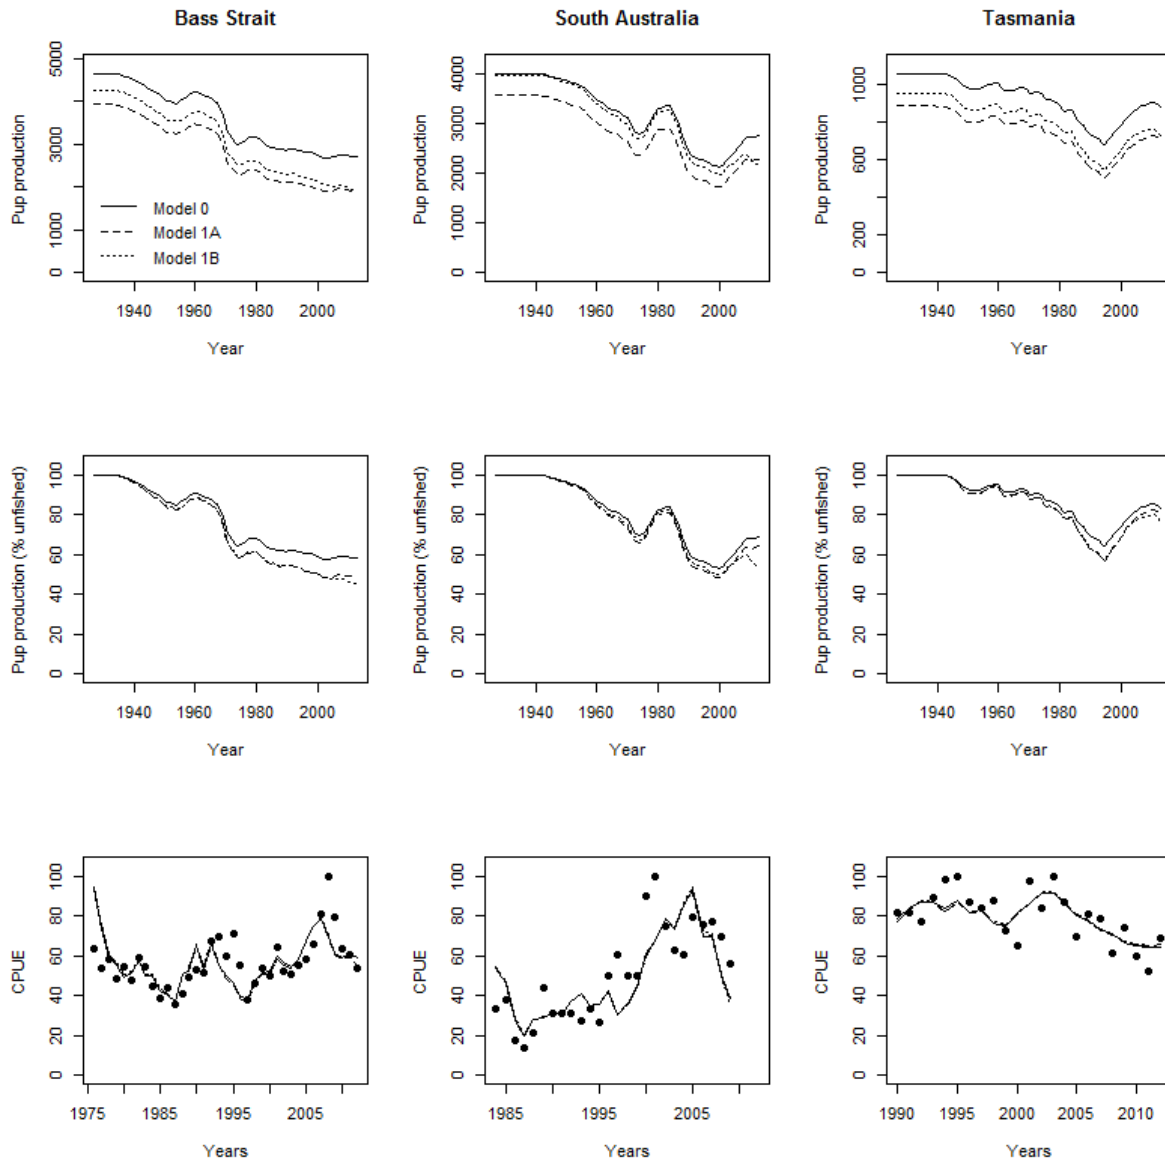 Bass Strait
South Australia
Tasmania
Pup production
5000
3000
1000
0
Model 0
Model 1A
Model 1B
1940 1960 1980 2000
Year
Pup production
4000
3000
2000
1000
0
1940 1960 1980 2000
Year
Pup production
1000
600
200
0
1940 1960 1980 2000
Year
Pup production (% unfished)
100
80
60
40
20
0
1940 1960 1980 2000
Year
Pup production (% unfished)
100
80
60
40
20
0
1940 1960 1980 2000
Year
Pup production (% unfished)
100
80
60
40
20
0
1940 1960 1980 2000
Year
CPUE
100
80
60
40
20
0
1975 1985 1995 2005
Years
CPUE
100
80
60
40
20
0
1985 1995 2005
Years
CPUE
100
80
60
40
20
0
1990 1995 2000 2005 2010
Years